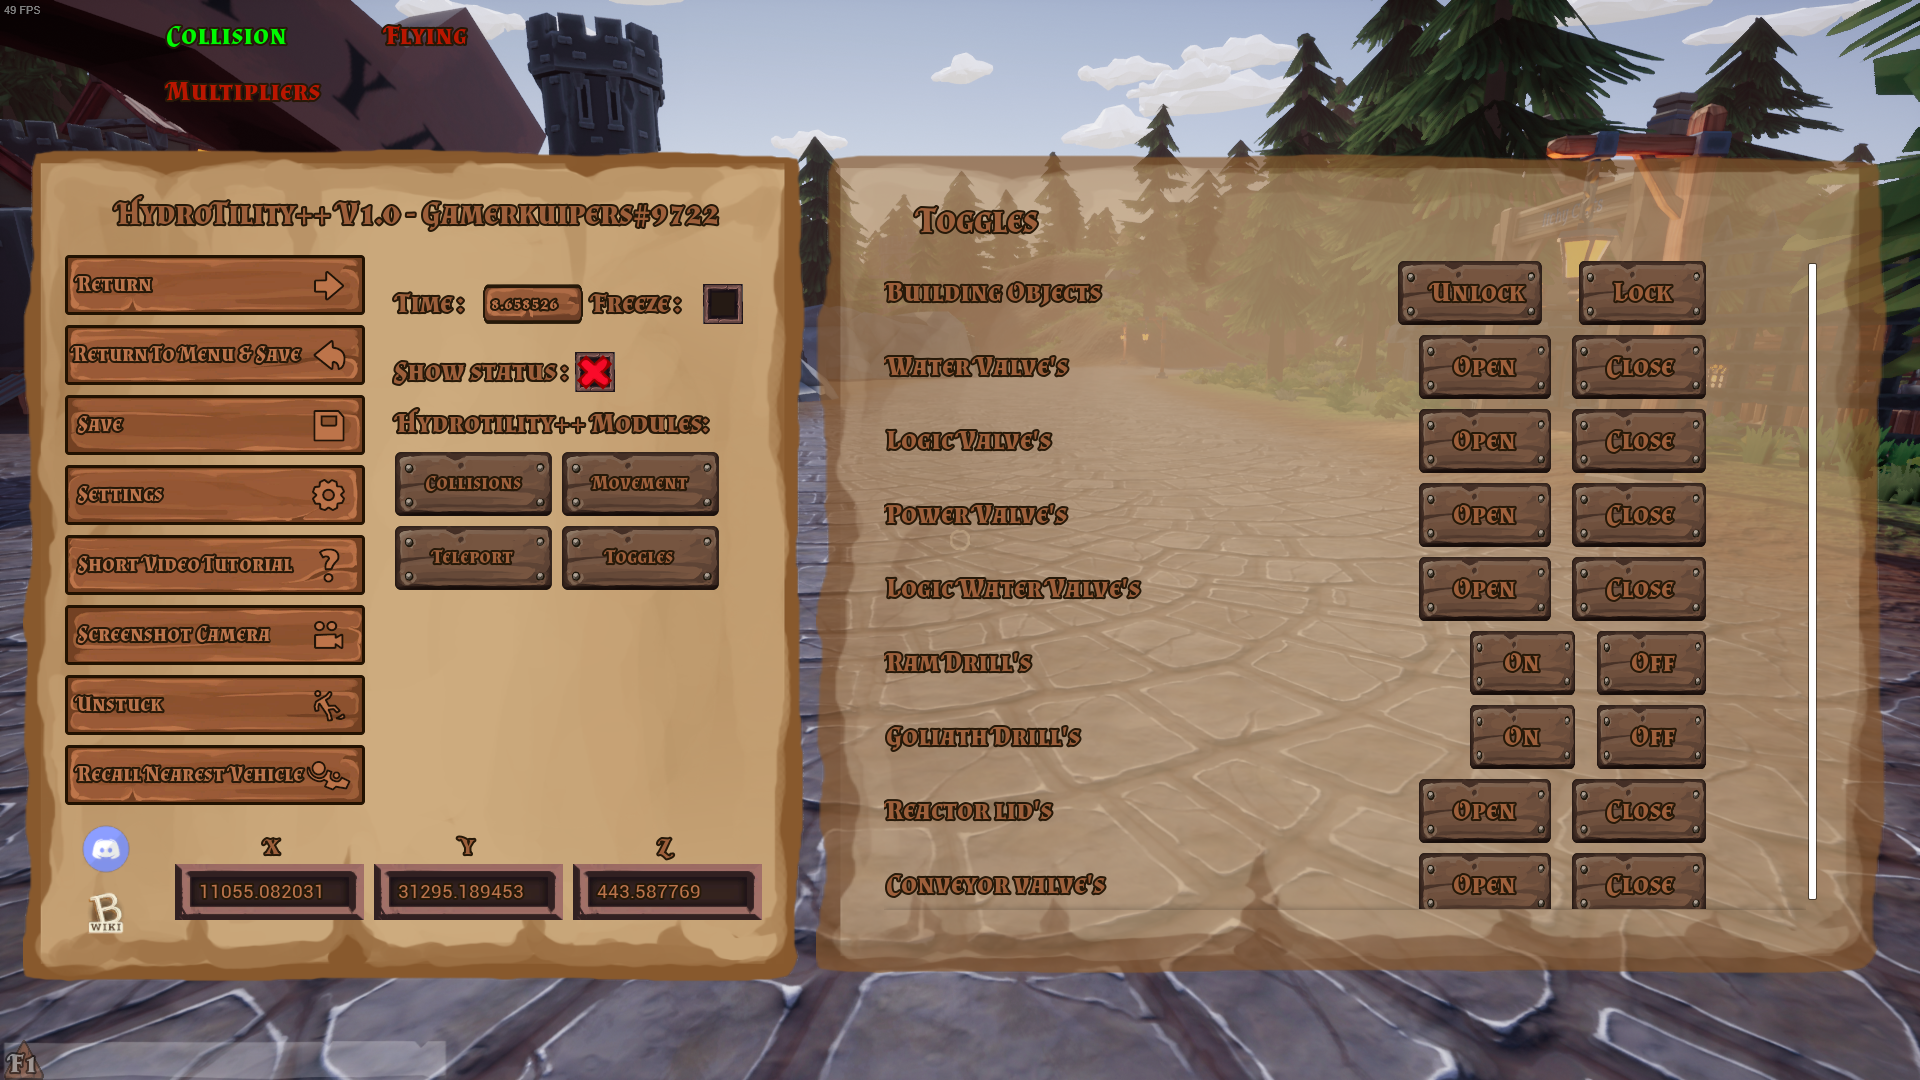 49 FPS
Collision Flying
Multipliers
HydroTility++ V1.0 - Gamerkuipers#9722
Return
Return To Menu & Save
Save
Settings
Short Video Tutorial
Screenshot Camera
Unstuck
Recall Nearest Vehicle
Time: 8.658526 Freeze:
Show status:
Hydrotility++ Modules:
Collisions Movement
Teleport Toggles
X Y Z
11055.082031 31295.189453 443.587769
B
WIKI
Toggles
Building Objects Unlock Lock
Water Valve's Open Close
Logic Valve's Open Close
Power Valve's Open Close
Logic Water Valve's Open Close
Ram Drill's On Off
Goliath Drill's On Off
Reactor lid's Open Close
Conveyor valve's Open Close
F1